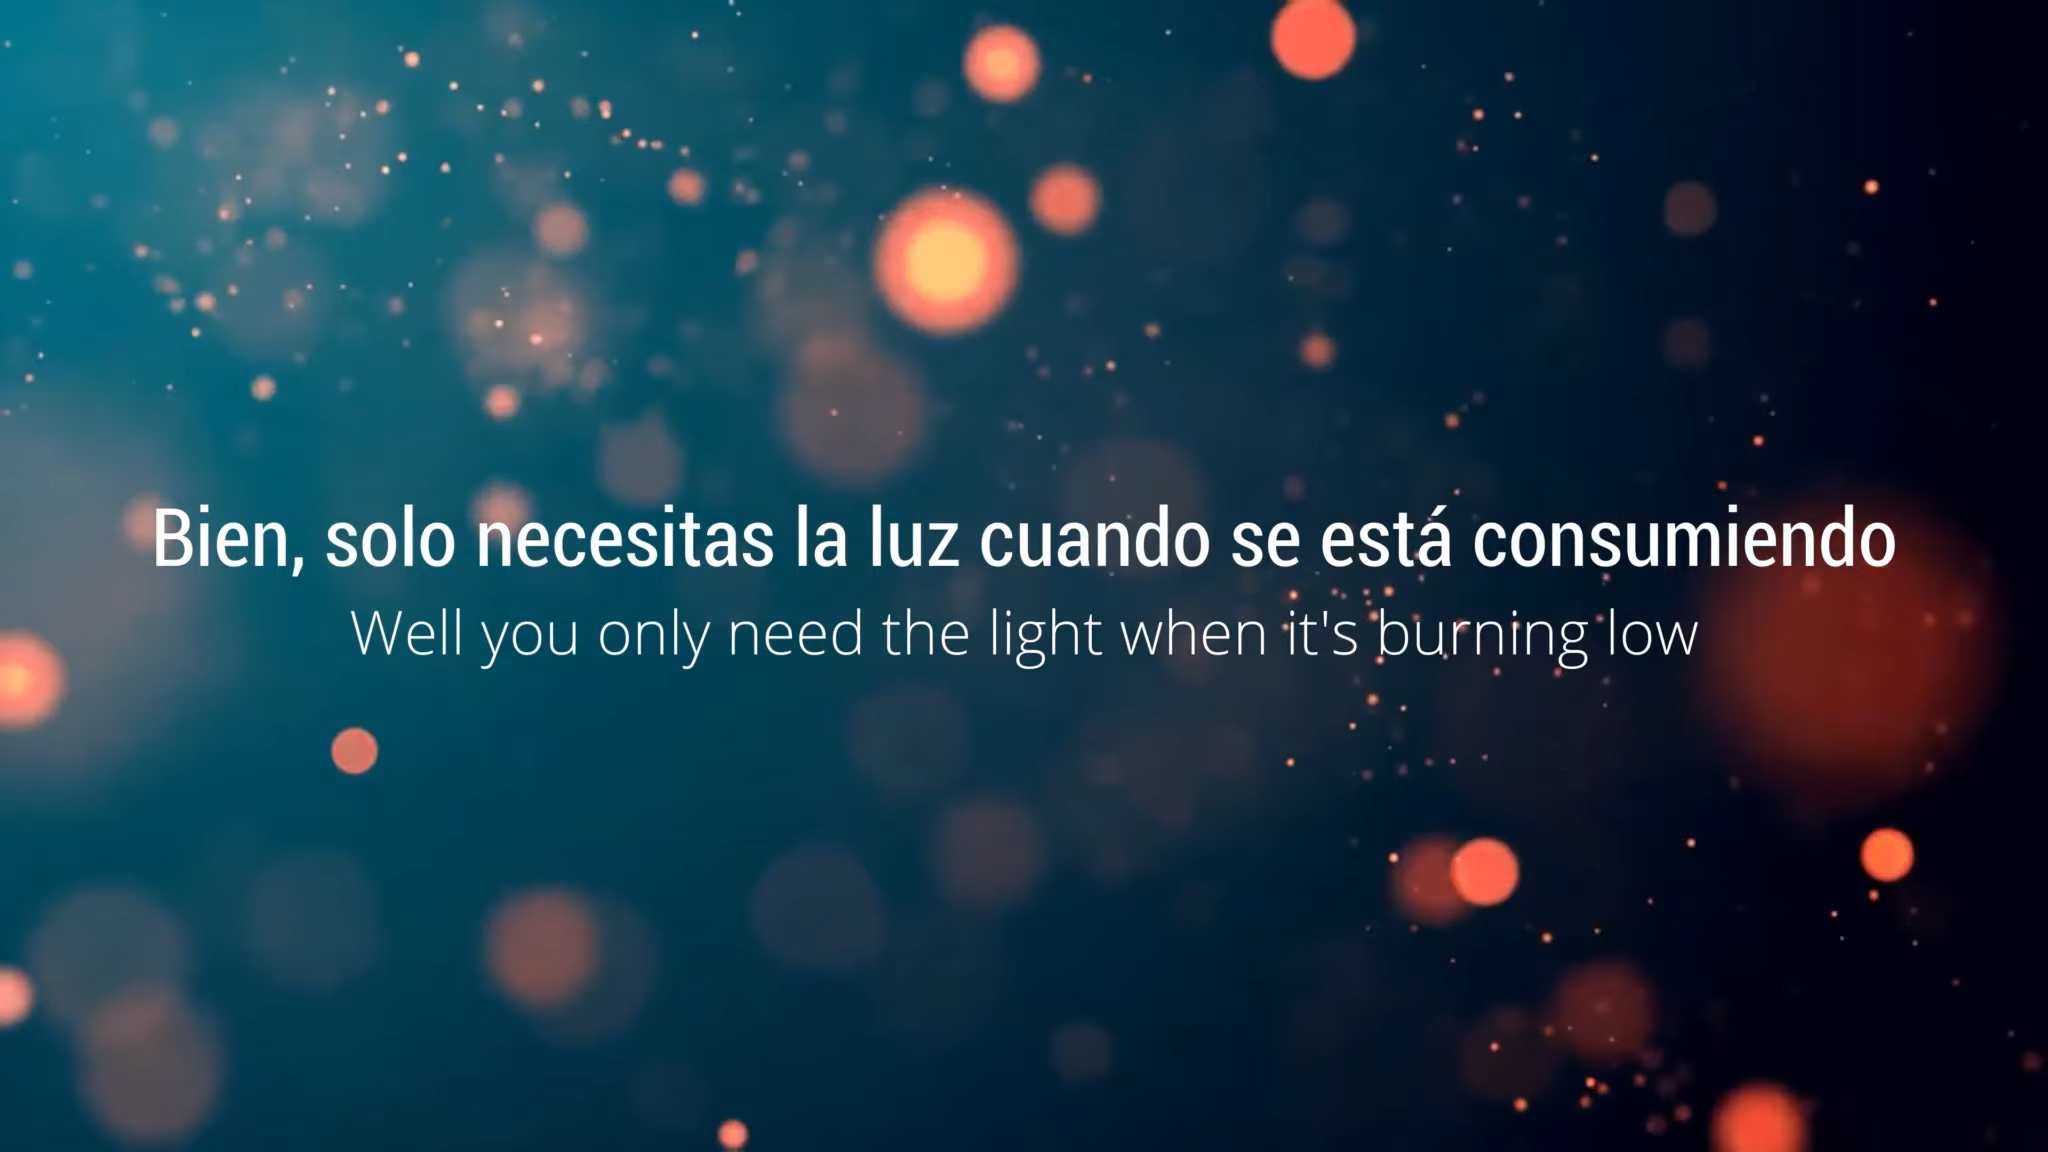 Bien, solo necesitas la luz cuando se está consumiendo
Well you only need the light when it's burning low